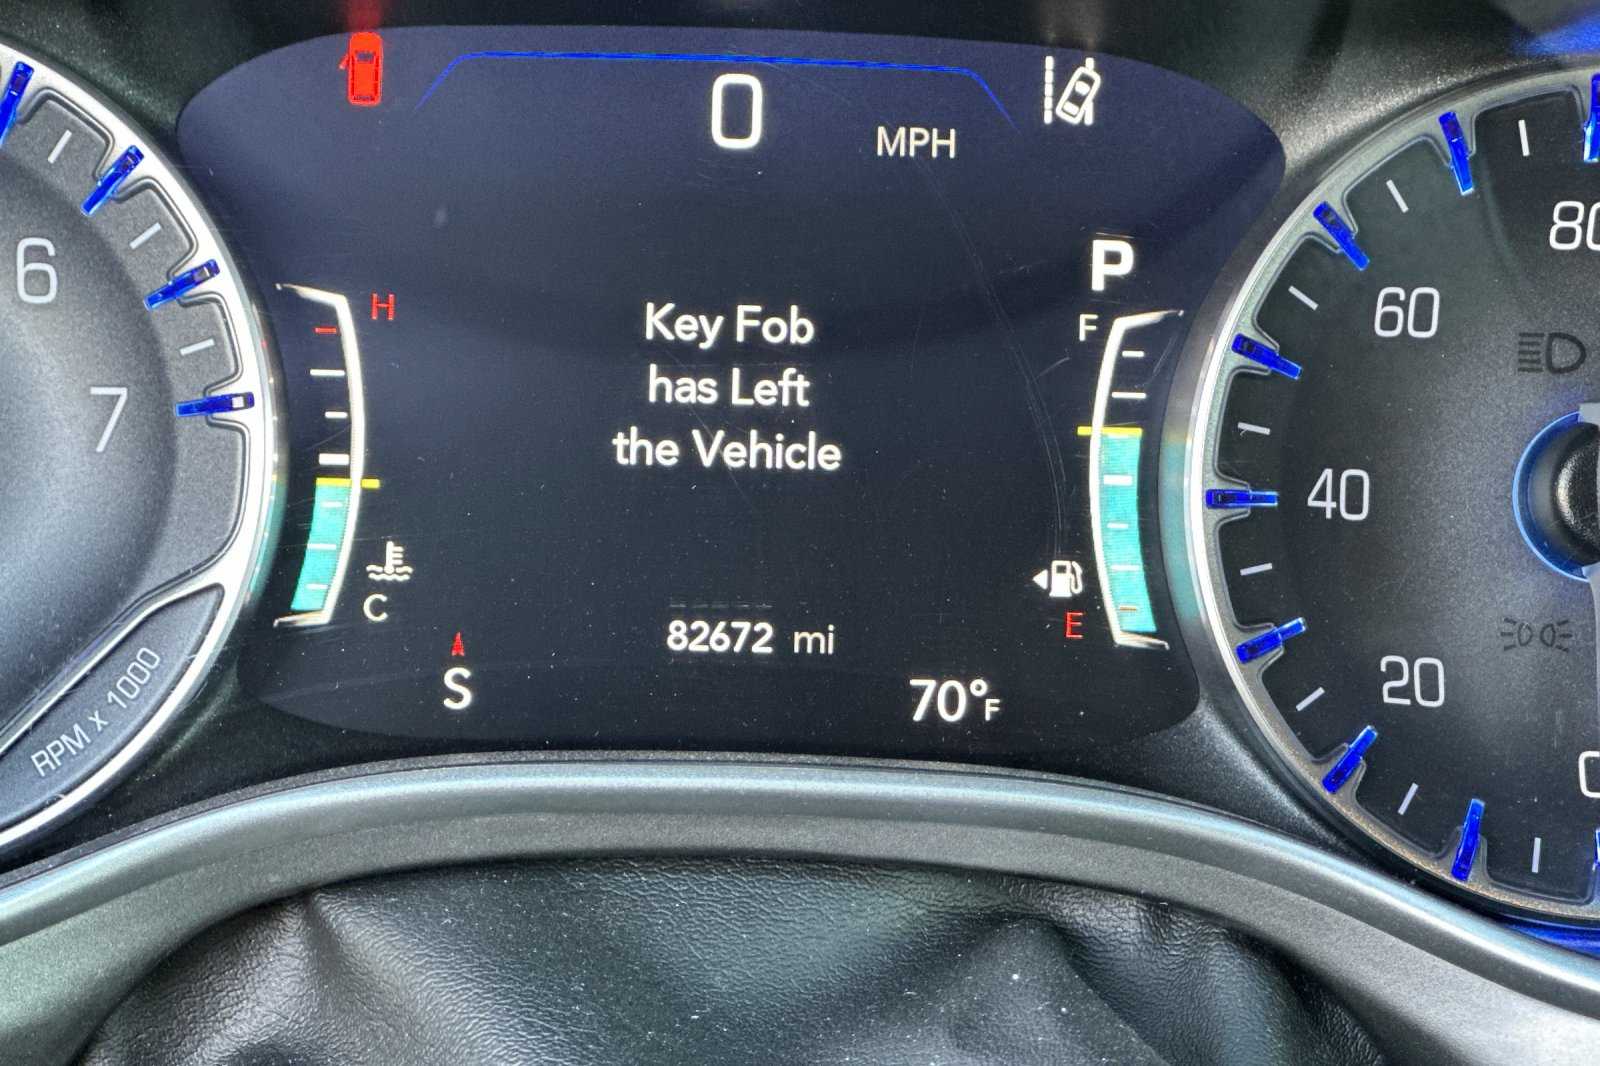 0
MPH
6
7
RPM x 1000
H
C
Key Fob
has Left
the Vehicle
P
F
E
82672 mi
S
70°F
80
60
40
20
0